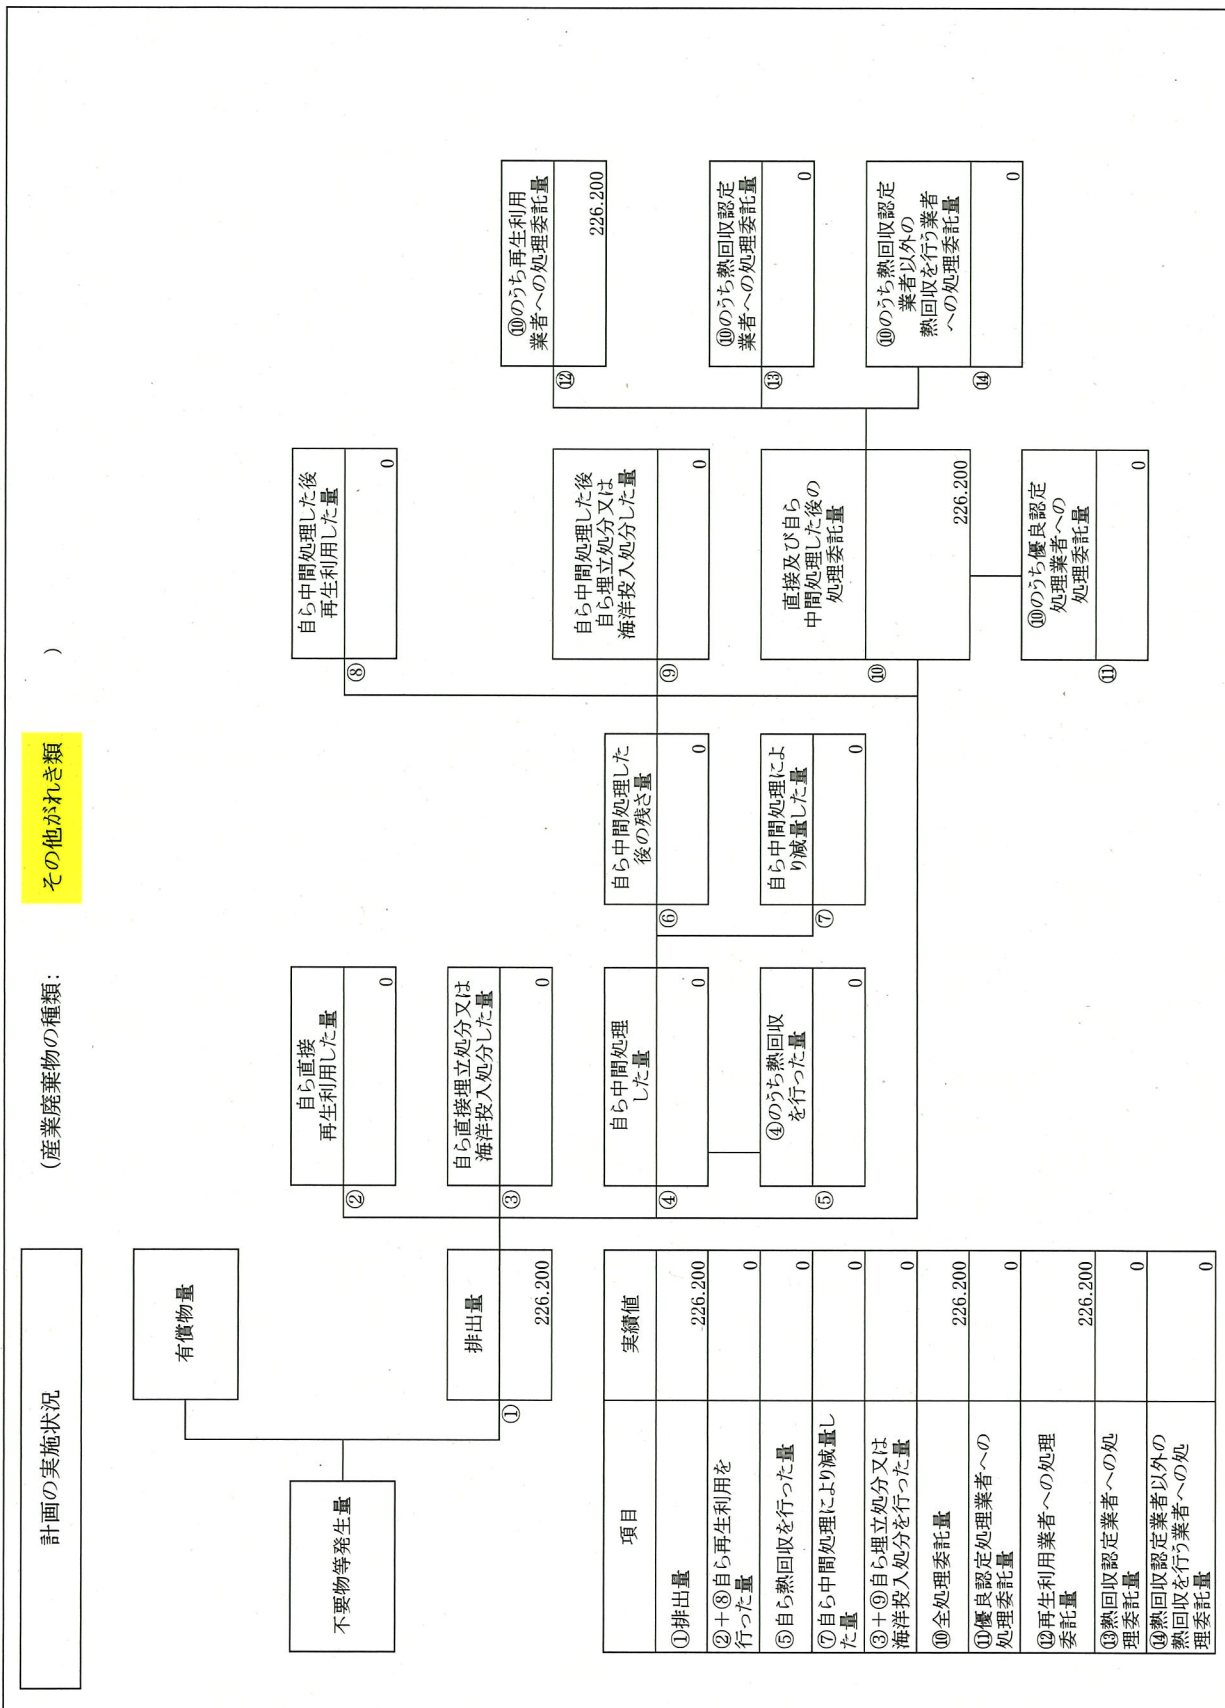 計画の実施状況
(産業廃棄物の種類:
その他がれき類
)
不要物等発生量
有償物量
①
排出量
226.200
②
自ら直接
再生利用した量
0
③
自ら直接埋立処分又は
海洋投入処分した量
0
④
自ら中間処理
した量
0
⑤
④のうち熱回収
を行った量
0
⑥
自ら中間処理した
後の残さ量
0
⑦
自ら中間処理によ
り減量した量
0
⑧
自ら中間処理した後
再生利用した量
0
⑨
自ら中間処理した後
自ら埋立処分又は
海洋投入処分した量
0
⑩
直接及び自ら
中間処理した後の
処理委託量
226.200
⑪
⑩のうち優良認定
処理業者への
処理委託量
0
⑫
⑩のうち再生利用
業者への処理委託量
226.200
⑬
⑩のうち熱回収認定
業者への処理委託量
0
⑭
⑩のうち熱回収認定
業者以外の
熱回収を行う業者
への処理委託量
0
項目 実績値
①排出量 226.200
②+⑧自ら再生利用を
行った量 0
⑤自ら熱回収を行った量 0
⑦自ら中間処理により減量し
た量 0
③+⑨自ら埋立処分又は
海洋投入処分を行った量 0
⑩全処理委託量 226.200
⑪優良認定処理業者への
処理委託量 0
⑫再生利用業者への処理
委託量 226.200
⑬熱回収認定業者への処
理委託量 0
⑭熱回収認定業者以外の
熱回収を行う業者への処
理委託量 0